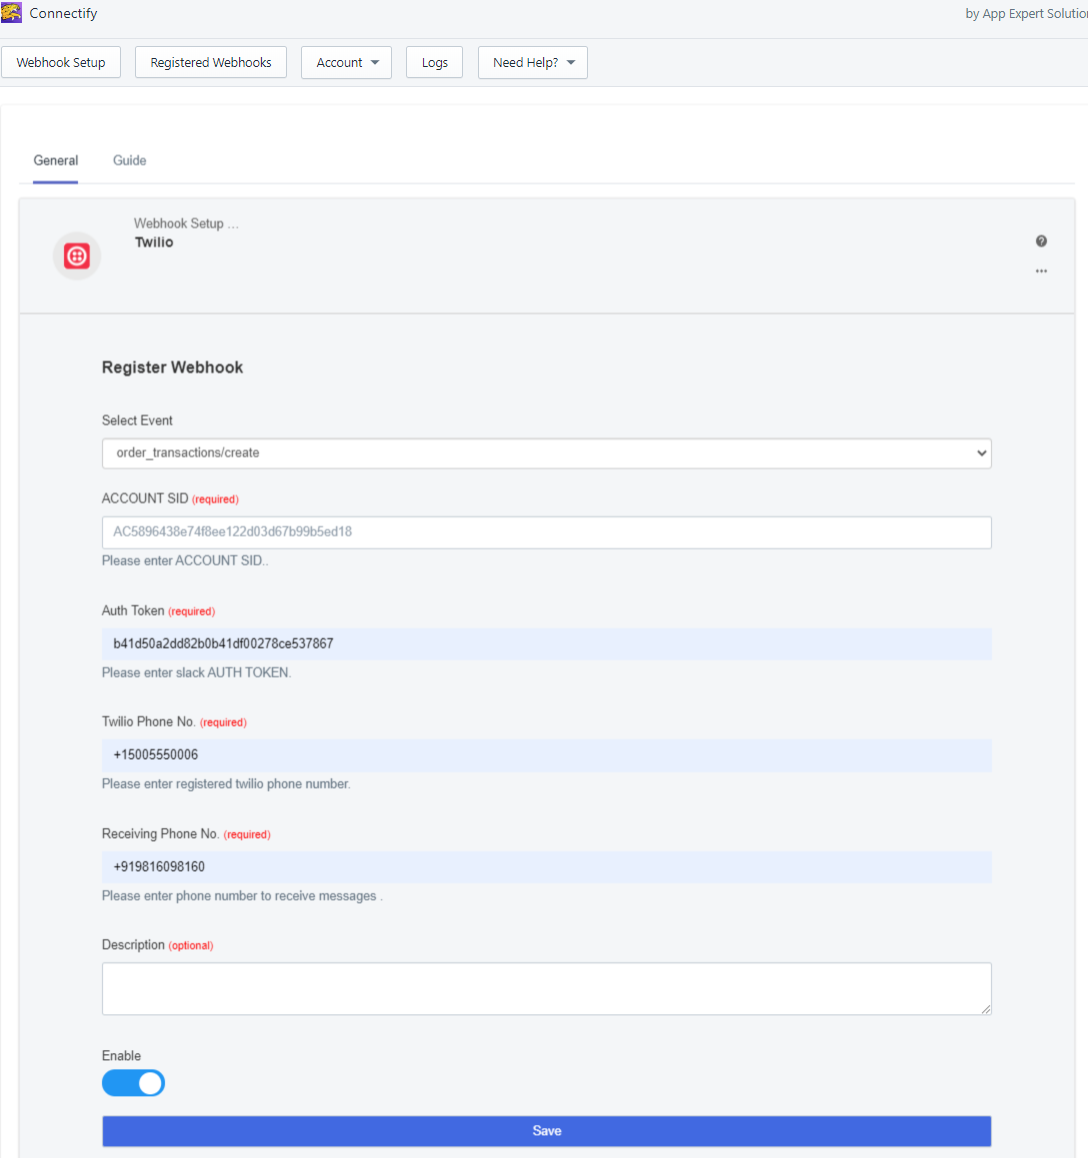 Connectify
by App Expert Solutio
Webhook Setup
Registered Webhooks
Account
Logs
Need Help?
General
Guide
Webhook Setup ...
Twilio
Register Webhook
Select Event
order_transactions/create
ACCOUNT SID (required)
AC5896438e74f8ee122d03d67b99b5ed18
Please enter ACCOUNT SID..
Auth Token (required)
b41d50a2dd82b0b41df00278ce537867
Please enter slack AUTH TOKEN.
Twilio Phone No. (required)
+15005550006
Please enter registered twilio phone number.
Receiving Phone No. (required)
+919816098160
Please enter phone number to receive messages .
Description (optional)
Enable
Save